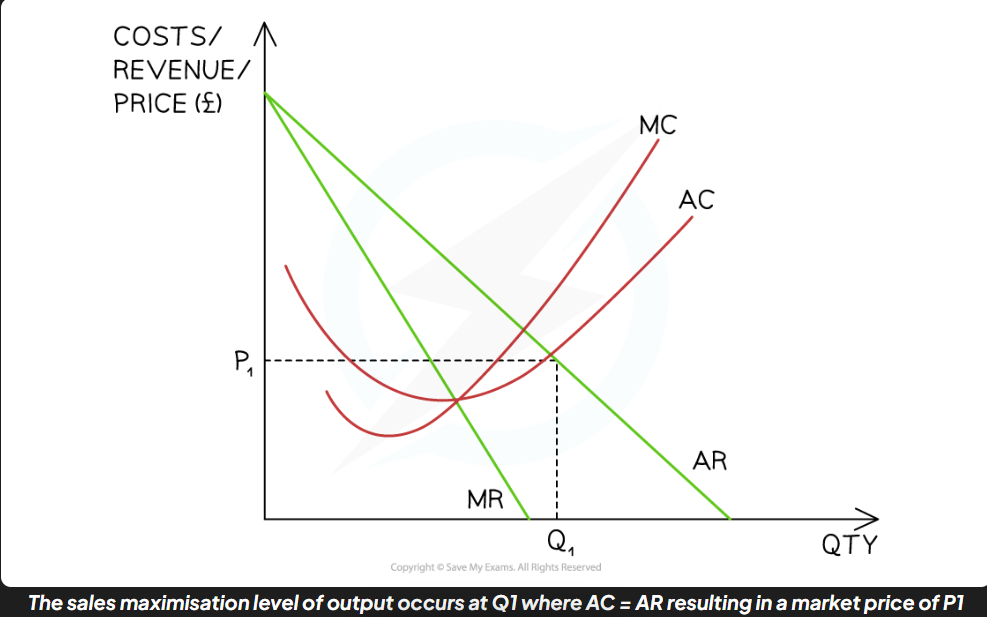 COSTS/
REVENUE/
PRICE (£)
MC
AC
P₁
AR
MR
Q₁
QTY
Copyright © Save My Exams. All Rights Reserved
The sales maximisation level of output occurs at Q1 where AC = AR resulting in a market price of P1